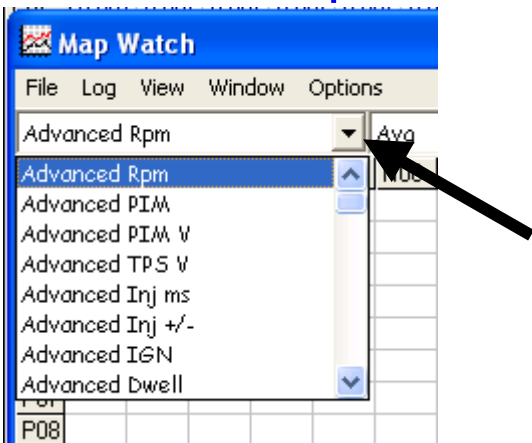 Map Watch
File Log View Window Options
Advanced Rpm
Advanced Rpm
Advanced PIM
Advanced PIM V
Advanced TPS V
Advanced Inj ms
Advanced Inj +/-
Advanced IGN
Advanced Dwell
P08